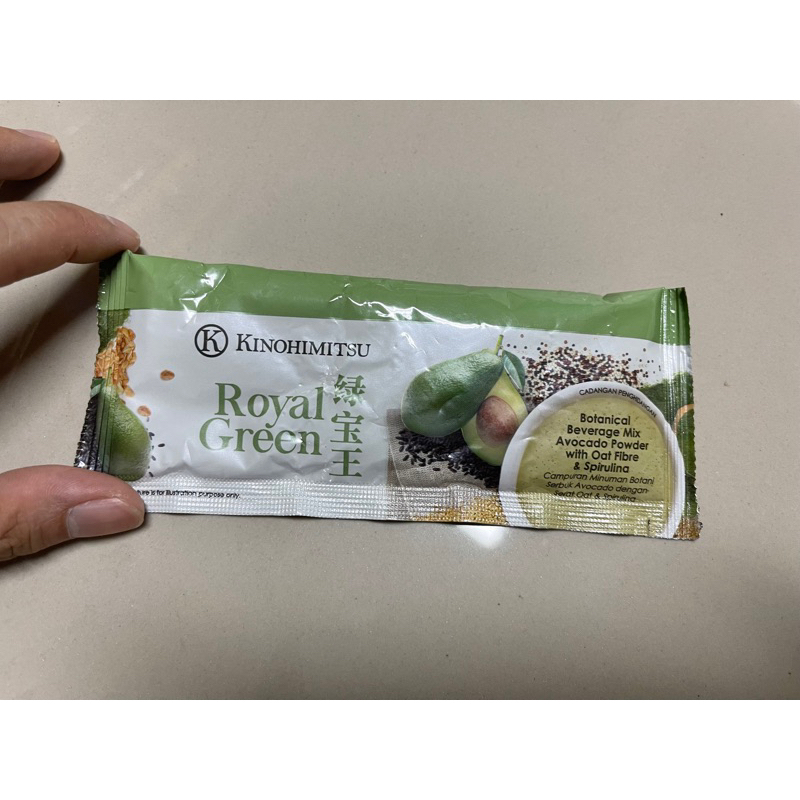 K KINOHIMITSU
Royal
Green
绿宝王
CADANGAN PENGHIDANGAN
Botanical
Beverage Mix
Avocado Powder
with Oat Fibre
& Spirulina
Campuran Minuman Botani
Serbuk Avocado dengan
Serat Oat & Spirulina
is for illustration purpose only.